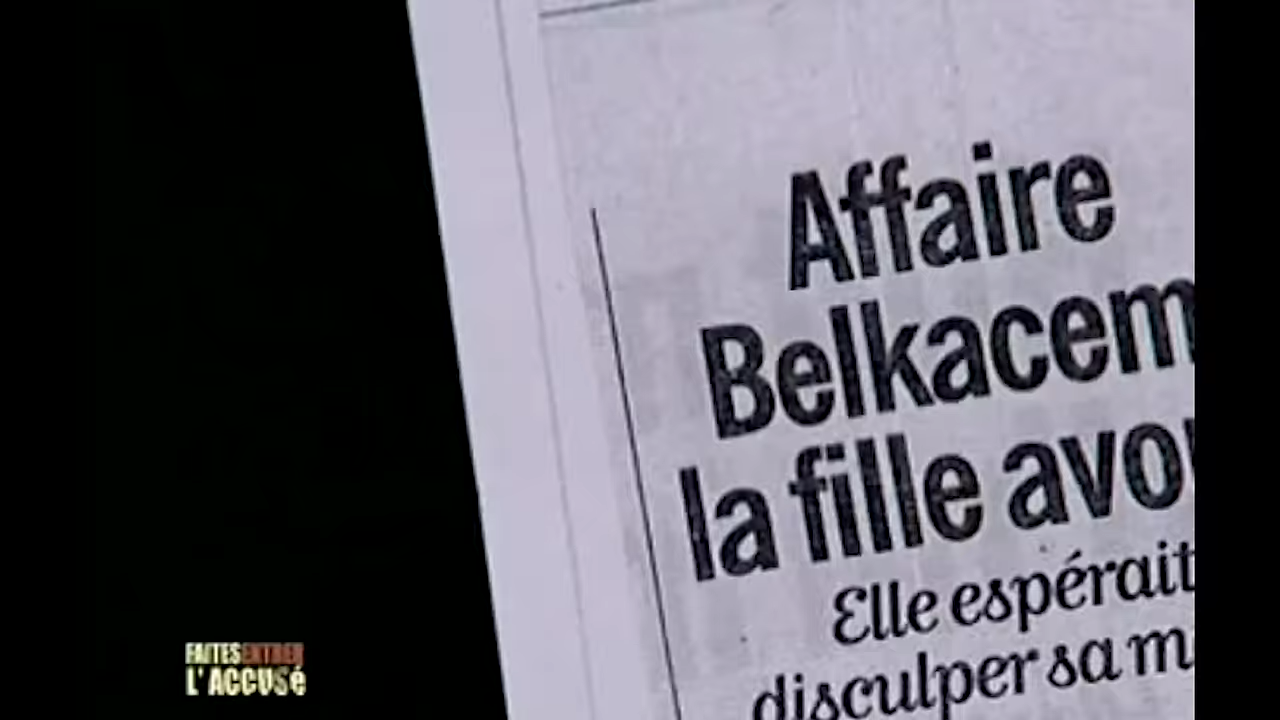 Affaire
Belkacem
la fille avo
Elle espérait
disculper sa m
FAITES ENTRER
L'ACCUSé